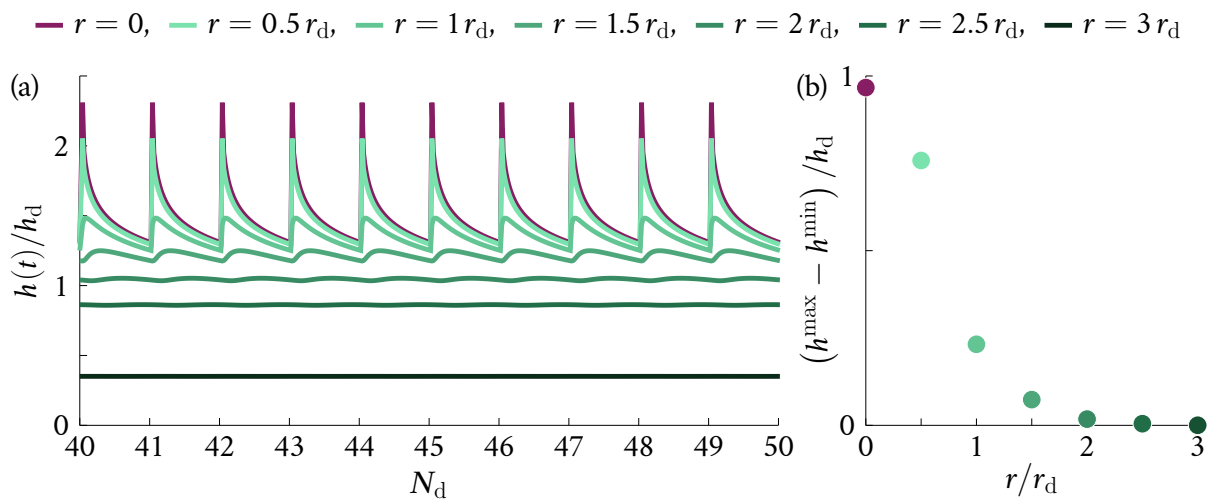 r = 0, r = 0.5 r_d, r = 1 r_d, r = 1.5 r_d, r = 2 r_d, r = 2.5 r_d, r = 3 r_d
(a)
h(t)/h_d
2
1
0
40 41 42 43 44 45 46 47 48 49 50
N_d
(b)
(h^max − h^min) / h_d
1
0
0 1 2 3
r/r_d